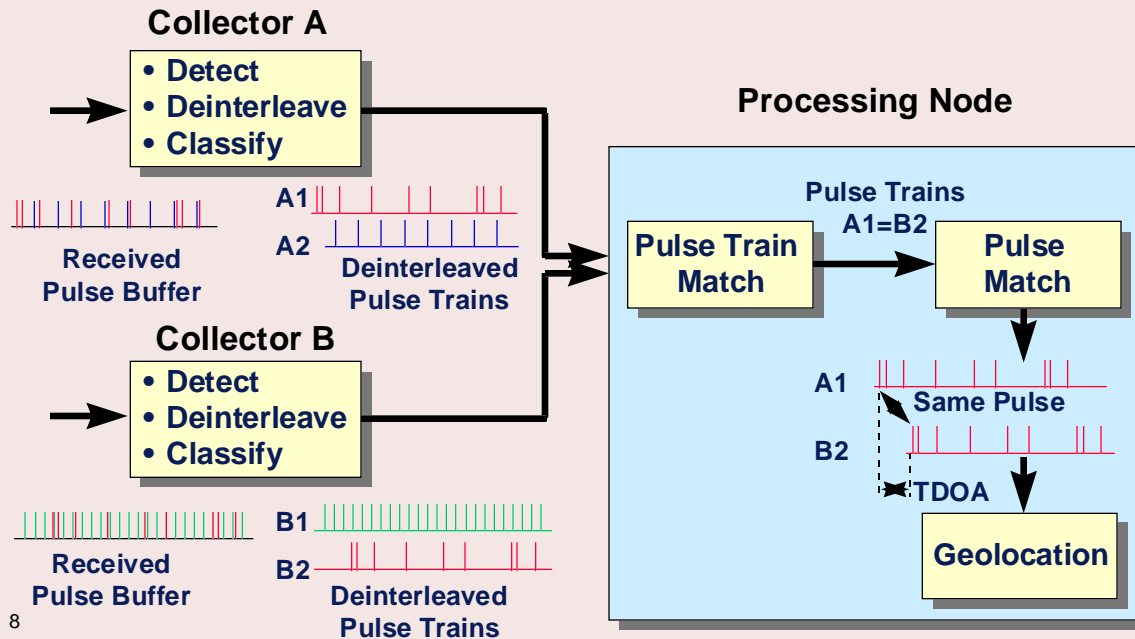 Collector A
• Detect
• Deinterleave
• Classify
A1
A2
Received
Pulse Buffer
Deinterleaved
Pulse Trains
Collector B
• Detect
• Deinterleave
• Classify
B1
B2
Received
Pulse Buffer
Deinterleaved
Pulse Trains
Processing Node
Pulse Train
Match
Pulse Trains
A1=B2
Pulse
Match
A1
Same Pulse
B2
TDOA
Geolocation
8